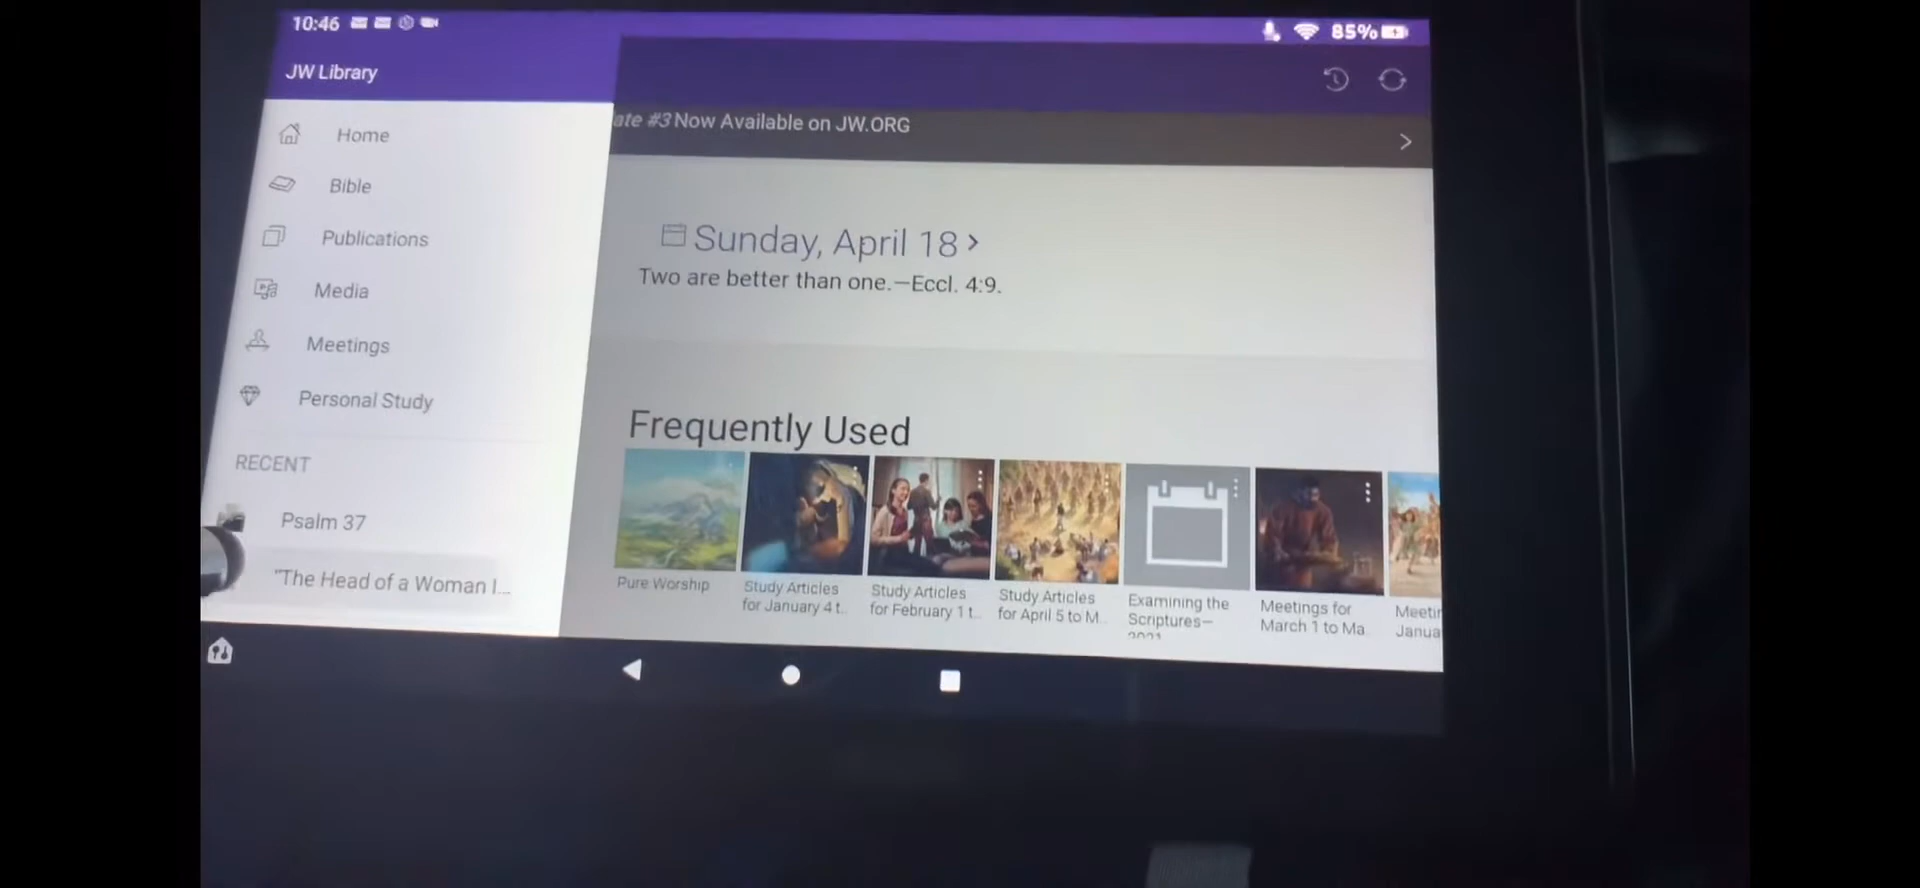 10:46
85%
JW Library
Home
Bible
Publications
Media
Meetings
Personal Study
RECENT
Psalm 37
"The Head of a Woman I...
ate #3 Now Available on JW.ORG
Sunday, April 18
Two are better than one.—Eccl. 4:9.
Frequently Used
Pure Worship
Study Articles
for January 4 t...
Study Articles
for February 1 t...
Study Articles
for April 5 to M...
Examining the
Scriptures—
2021
Meetings for
March 1 to Ma...
Meetin
Janua